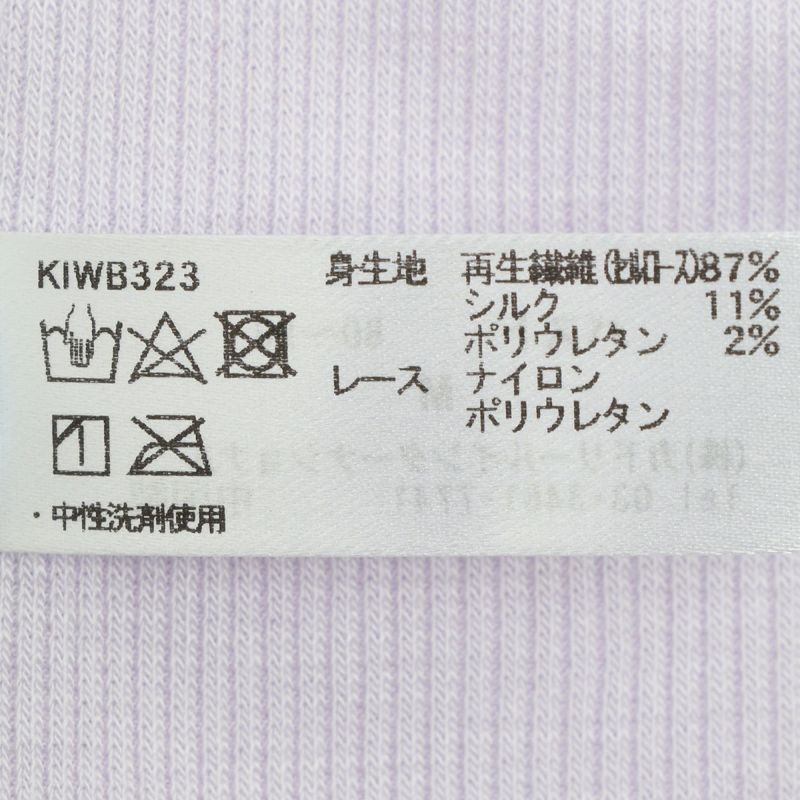 KIWB323
身生地 再生繊維(セルロース)87%
シルク 11%
ポリウレタン 2%
レース ナイロン
ポリウレタン
・中性洗剤使用